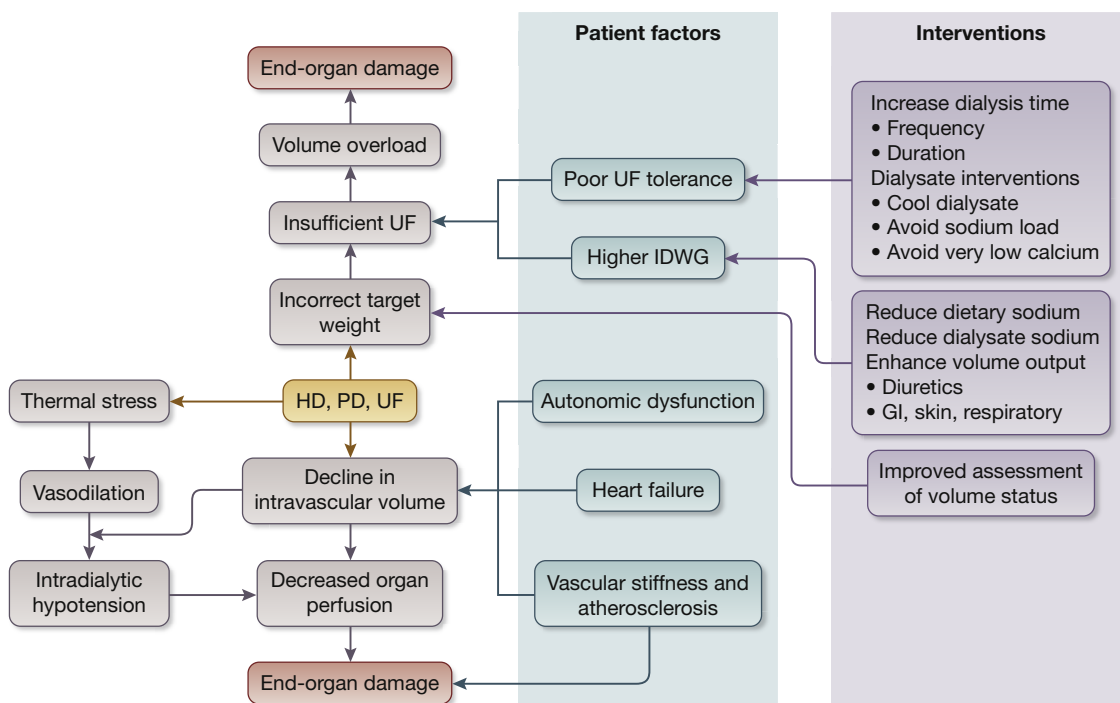 Patient factors
Interventions
End-organ damage
Volume overload
Insufficient UF
Incorrect target
weight
HD, PD, UF
Thermal stress
Vasodilation
Intradialytic
hypotension
Decline in
intravascular volume
Decreased organ
perfusion
End-organ damage
Poor UF tolerance
Higher IDWG
Autonomic dysfunction
Heart failure
Vascular stiffness and
atherosclerosis
Increase dialysis time
• Frequency
• Duration
Dialysate interventions
• Cool dialysate
• Avoid sodium load
• Avoid very low calcium
Reduce dietary sodium
Reduce dialysate sodium
Enhance volume output
• Diuretics
• GI, skin, respiratory
Improved assessment
of volume status